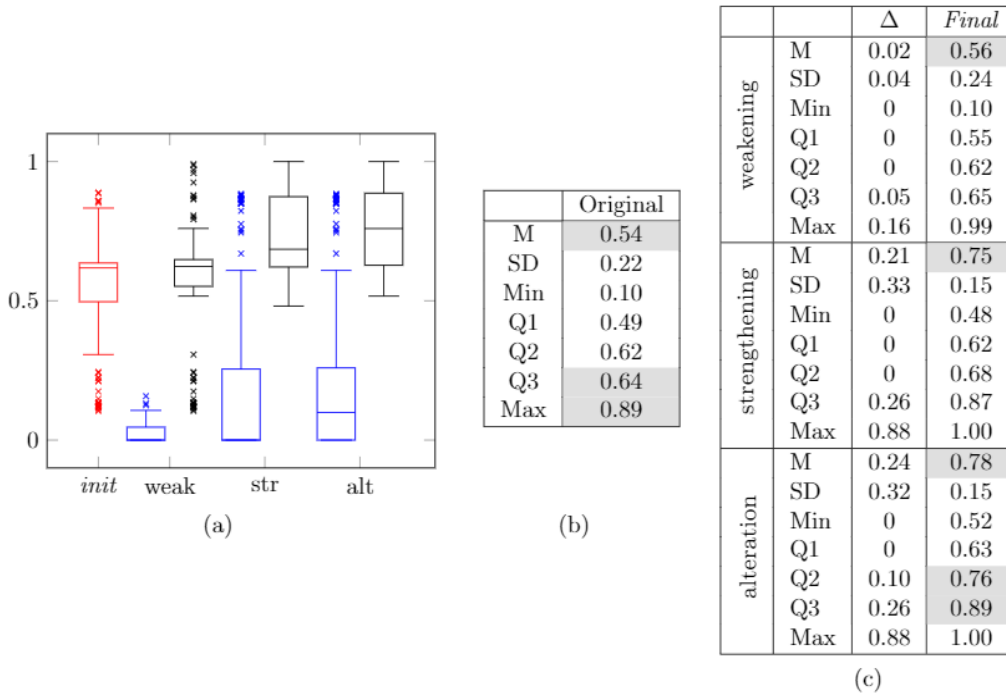 1
0.5
0
init weak str alt
(a)
Original
M 0.54
SD 0.22
Min 0.10
Q1 0.49
Q2 0.62
Q3 0.64
Max 0.89
(b)
Δ Final
weakening
M 0.02 0.56
SD 0.04 0.24
Min 0 0.10
Q1 0 0.55
Q2 0 0.62
Q3 0.05 0.65
Max 0.16 0.99
strengthening
M 0.21 0.75
SD 0.33 0.15
Min 0 0.48
Q1 0 0.62
Q2 0 0.68
Q3 0.26 0.87
Max 0.88 1.00
alteration
M 0.24 0.78
SD 0.32 0.15
Min 0 0.52
Q1 0 0.63
Q2 0.10 0.76
Q3 0.26 0.89
Max 0.88 1.00
(c)